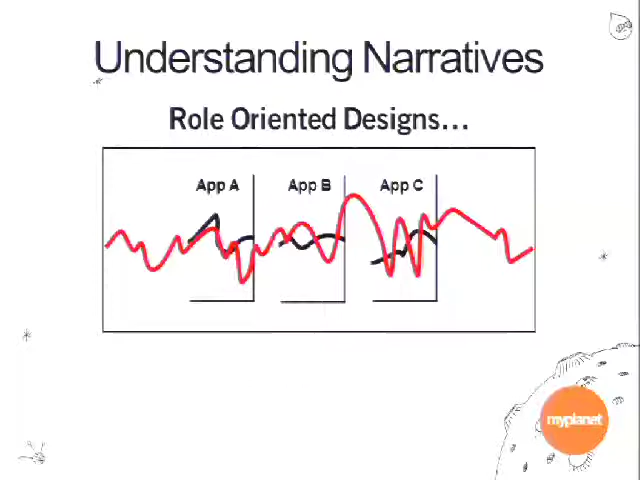 Understanding Narratives
Role Oriented Designs...
App A App B App C
myplanet